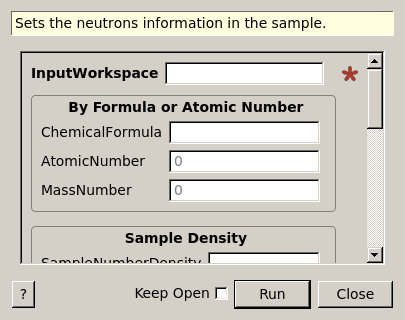 Sets the neutrons information in the sample.
InputWorkspace *
By Formula or Atomic Number
ChemicalFormula
AtomicNumber 0
MassNumber 0
Sample Density
SampleNumberDensity
? Keep Open Run Close